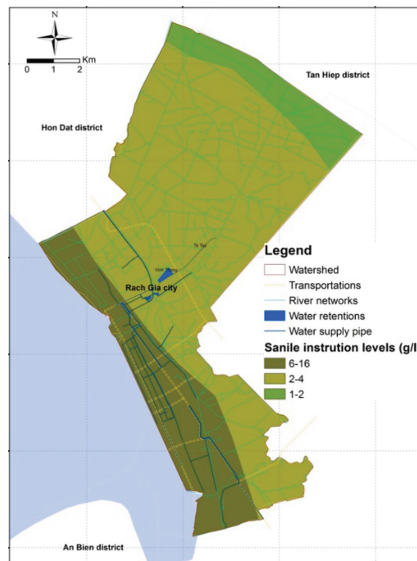 N
0 1 2 Km
Tan Hiep district
Hon Dat district
Rach Gia city
Legend
Watershed
Transportations
River networks
Water retentions
Water supply pipe
Sanile instrution levels (g/l
6-16
2-4
1-2
An Bien district